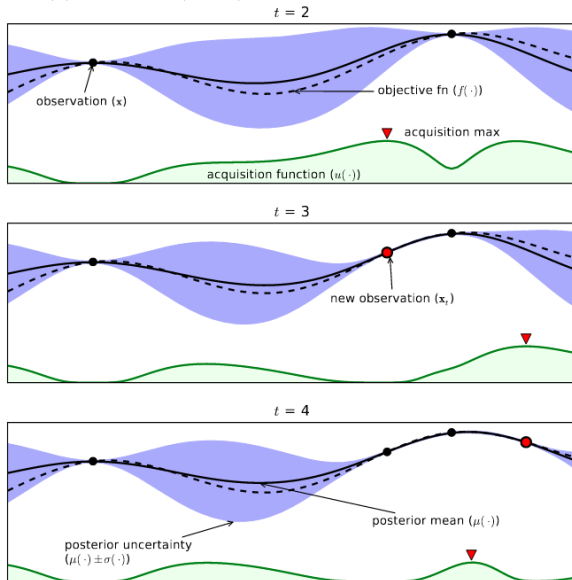 t = 2
observation (x)
objective fn (f(·))
acquisition max
acquisition function (u(·))
t = 3
new observation (xₜ)
t = 4
posterior mean (μ(·))
posterior uncertainty
(μ(·) ±σ(·))